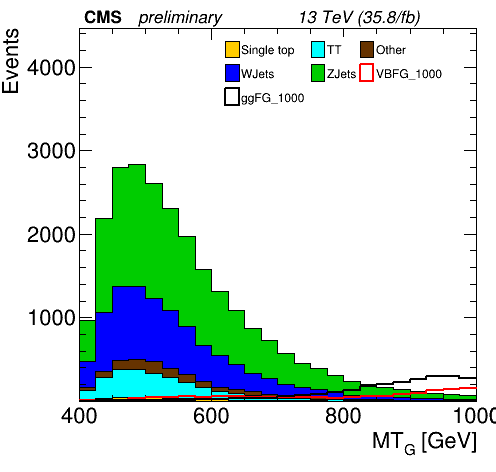 CMS preliminary 13 TeV (35.8/fb)
Events
Single top TT Other
WJets ZJets VBFG_1000
ggFG_1000
4000
3000
2000
1000
400 600 800 1000
MT_G [GeV]